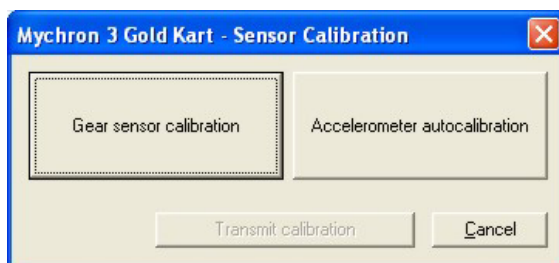 Mychron 3 Gold Kart - Sensor Calibration
Gear sensor calibration
Accelerometer autocalibration
Transmit calibration
Cancel